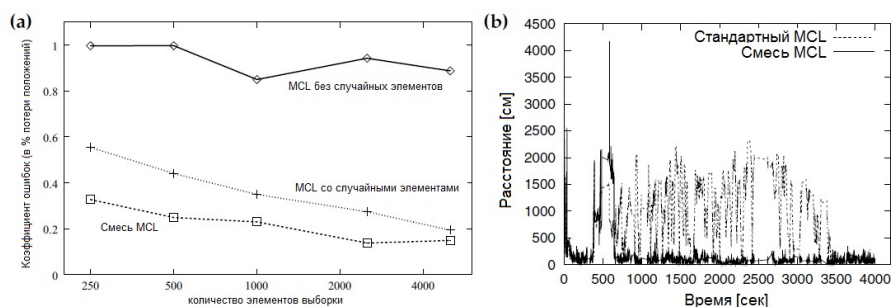 (a)
Коэффициент ошибок (в % потери положений)
1
0.8
0.6
0.4
0.2
0
MCL без случайных элементов
MCL со случайными элементами
Смесь MCL
250 500 1000 2000 4000
количество элементов выборки
(b)
Расстояние [см]
4500
4000
3500
3000
2500
2000
1500
1000
500
0
Стандартный MCL
Смесь MCL
0 500 1000 1500 2000 2500 3000 3500 4000
Время [сек]